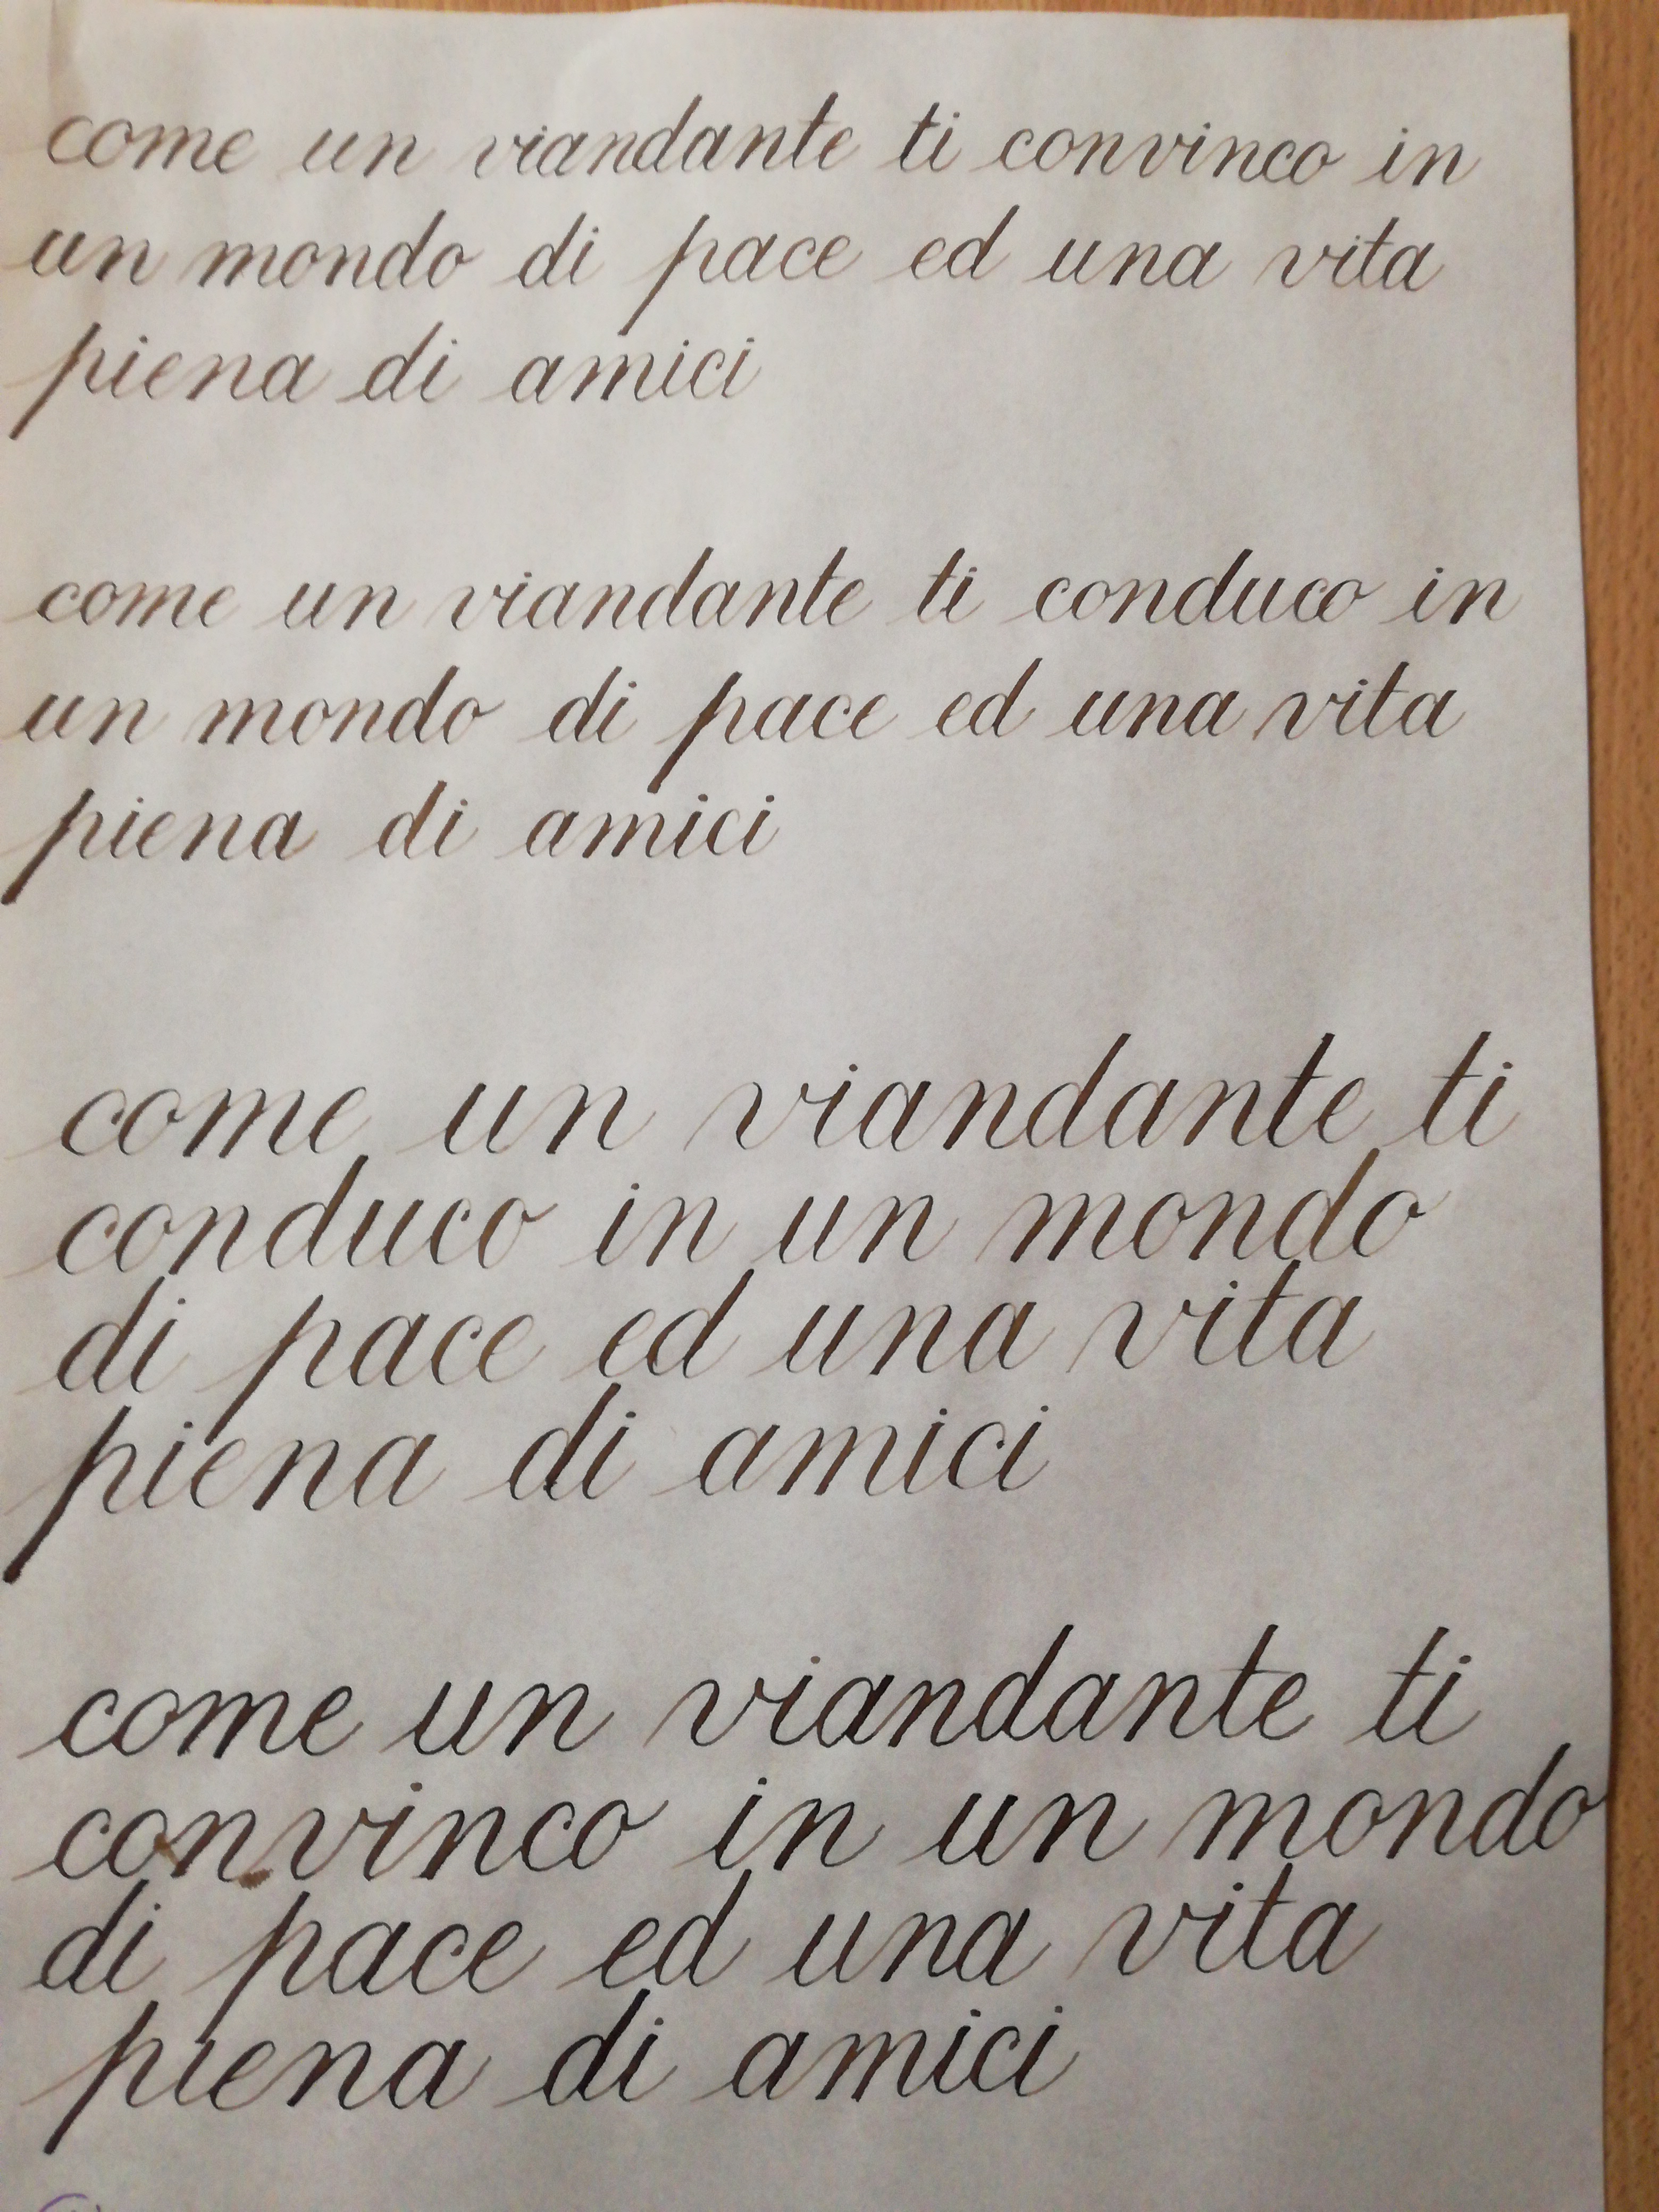 come un viandante ti convinco in
un mondo di pace ed una vita
piena di amici
come un viandante ti conduco in
un mondo di pace ed una vita
piena di amici
come un viandante ti
conduco in un mondo
di pace ed una vita
piena di amici
come un viandante ti
convinco in un mondo
di pace ed una vita
piena di amici